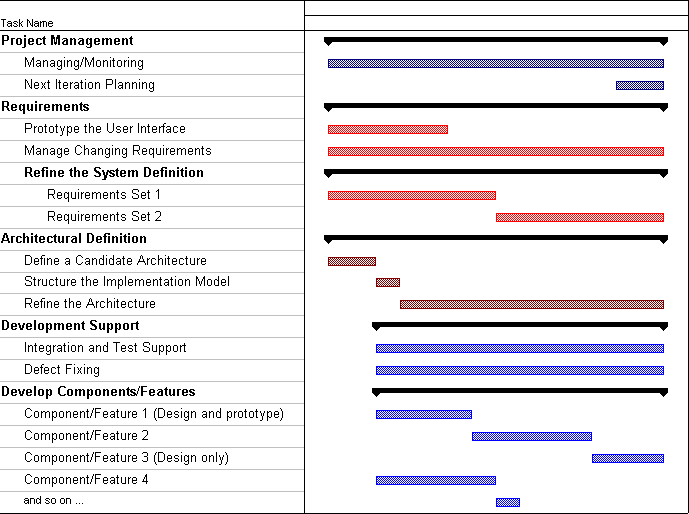 Task Name
Project Management
Managing/Monitoring
Next Iteration Planning
Requirements
Prototype the User Interface
Manage Changing Requirements
Refine the System Definition
Requirements Set 1
Requirements Set 2
Architectural Definition
Define a Candidate Architecture
Structure the Implementation Model
Refine the Architecture
Development Support
Integration and Test Support
Defect Fixing
Develop Components/Features
Component/Feature 1 (Design and prototype)
Component/Feature 2
Component/Feature 3 (Design only)
Component/Feature 4
and so on ...